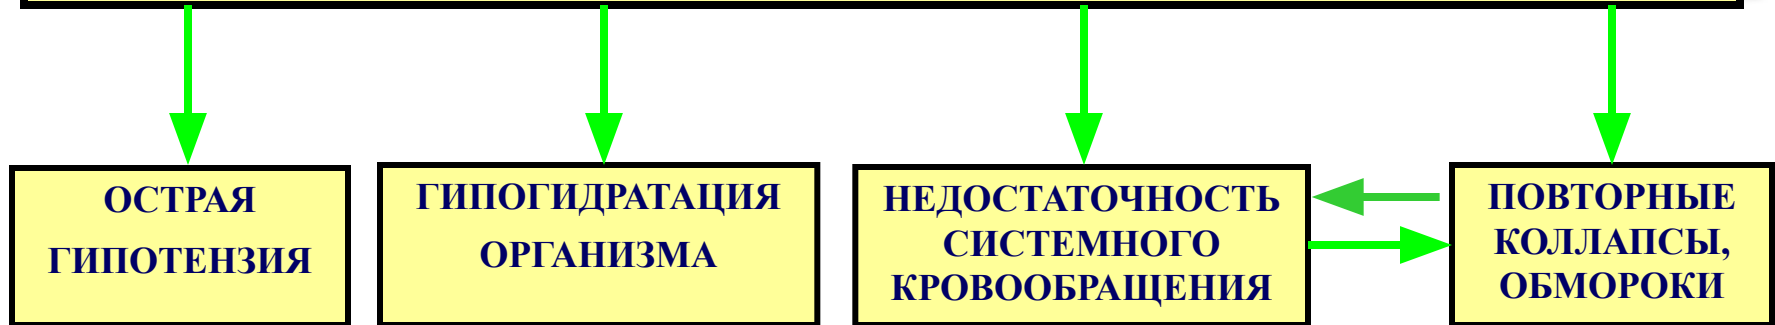 ОСТРАЯ
ГИПОТЕНЗИЯ
ГИПОГИДРАТАЦИЯ
ОРГАНИЗМА
НЕДОСТАТОЧНОСТЬ
СИСТЕМНОГО
КРОВООБРАЩЕНИЯ
ПОВТОРНЫЕ
КОЛЛАПСЫ,
ОБМОРОКИ